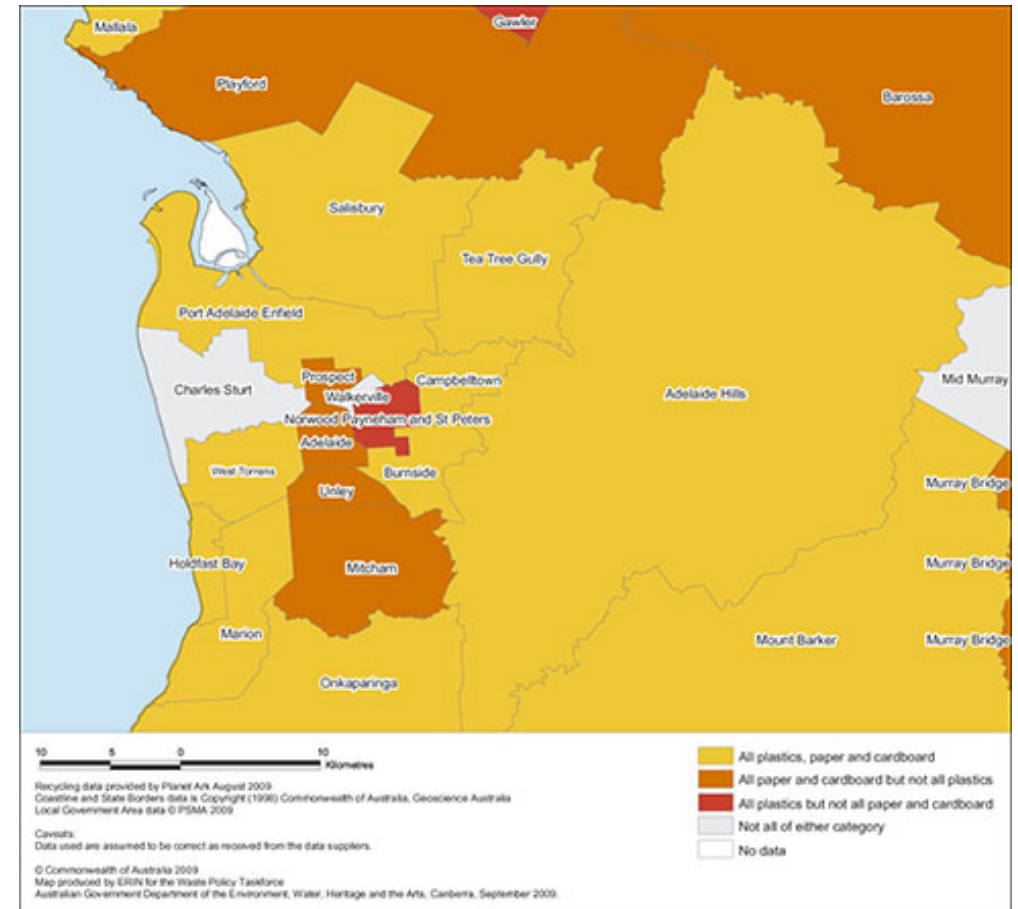 Mallala
Gawler
Playford
Barossa
Salisbury
Tea Tree Gully
Port Adelaide Enfield
Prospect
Campbelltown
Mid Murray
Charles Sturt
Walkerville
Adelaide Hills
Norwood Payneham and St Peters
Adelaide
West Torrens
Burnside
Murray Bridge
Unley
Holdfast Bay
Mitcham
Murray Bridge
Marion
Mount Barker
Murray Bridge
Onkaparinga
10 5 0 10
Kilometres
Recycling data provided by Planet Ark August 2009
Coastline and State Borders data is Copyright (1998) Commonwealth of Australia, Geoscience Australia
Local Government Area data © PSMA 2009
Caveats:
Data used are assumed to be correct as received from the data suppliers.
© Commonwealth of Australia 2009
Map produced by ERIN for the Waste Policy Taskforce
Australian Government Department of the Environment, Water, Heritage and the Arts, Canberra, September 2009.
All plastics, paper and cardboard
All paper and cardboard but not all plastics
All plastics but not all paper and cardboard
Not all of either category
No data